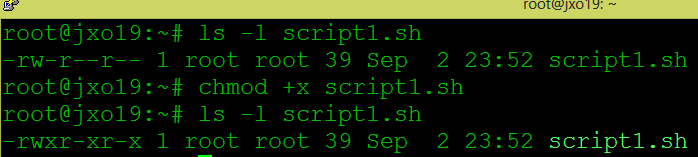 root@jxo19: ~
root@jxo19:~# ls -l script1.sh
-rw-r--r-- 1 root root 39 Sep  2 23:52 script1.sh
root@jxo19:~# chmod +x script1.sh
root@jxo19:~# ls -l script1.sh
-rwxr-xr-x 1 root root 39 Sep  2 23:52 script1.sh